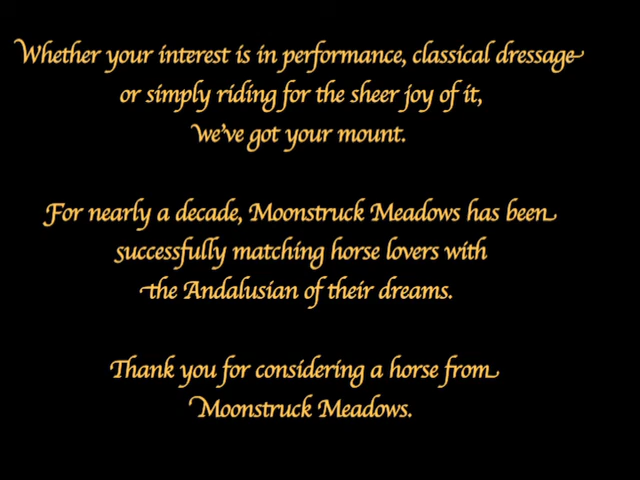 Whether your interest is in performance, classical dressage
or simply riding for the sheer joy of it,
we've got your mount.
For nearly a decade, Moonstruck Meadows has been
successfully matching horse lovers with
the Andalusian of their dreams.
Thank you for considering a horse from
Moonstruck Meadows.